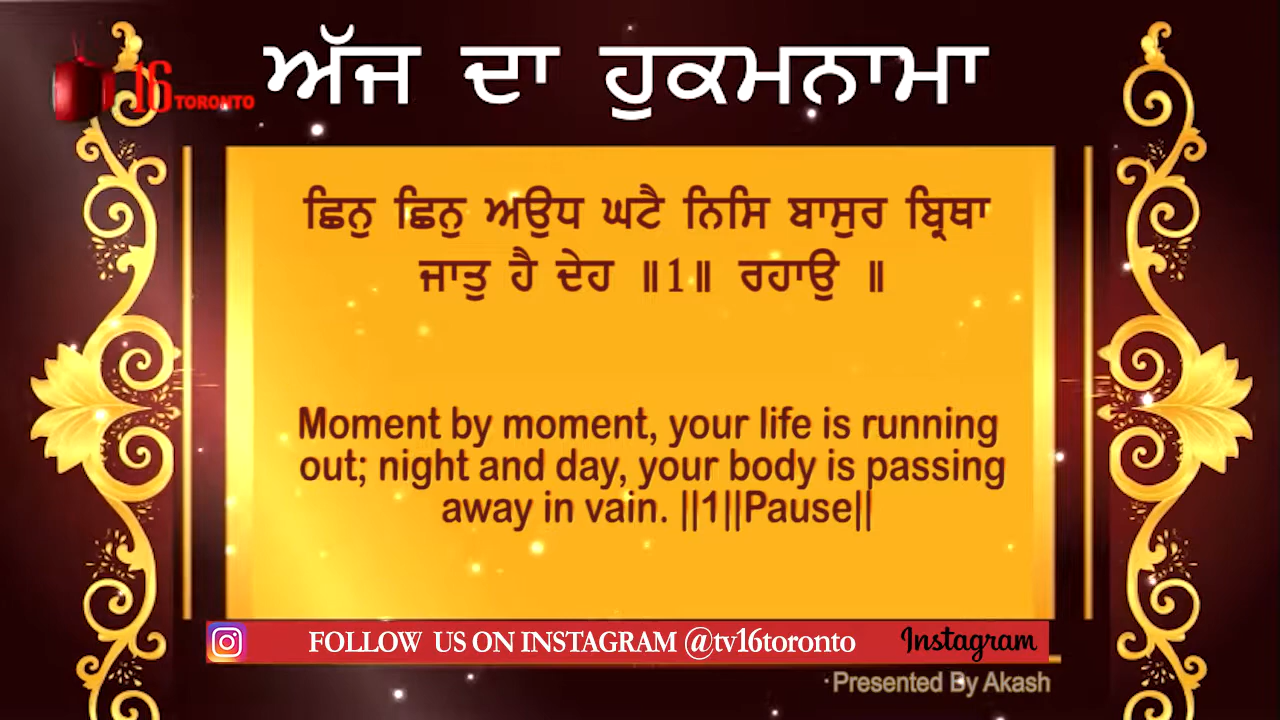 ਅੱਜ ਦਾ ਹੁਕਮਨਾਮਾ
16 TORONTO
ਛਿਨੁ ਛਿਨੁ ਅਉਧ ਘਟੈ ਨਿਸਿ ਬਾਸੁਰ ਬ੍ਰਿਥਾ
ਜਾਤੁ ਹੈ ਦੇਹ ॥1॥ ਰਹਾਉ ॥
Moment by moment, your life is running
out; night and day, your body is passing
away in vain. ||1||Pause||
FOLLOW US ON INSTAGRAM @tv16toronto Instagram
Presented By Akash